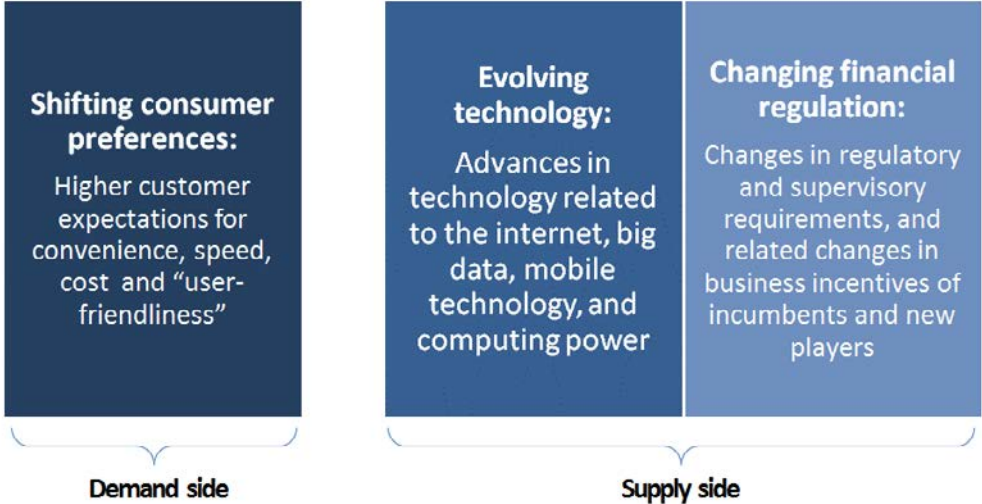 Shifting consumer
preferences:
Higher customer
expectations for
convenience, speed,
cost and “user-
friendliness”
Evolving
technology:
Advances in
technology related
to the internet, big
data, mobile
technology, and
computing power
Changing financial
regulation:
Changes in regulatory
and supervisory
requirements, and
related changes in
business incentives of
incumbents and new
players
Demand side
Supply side